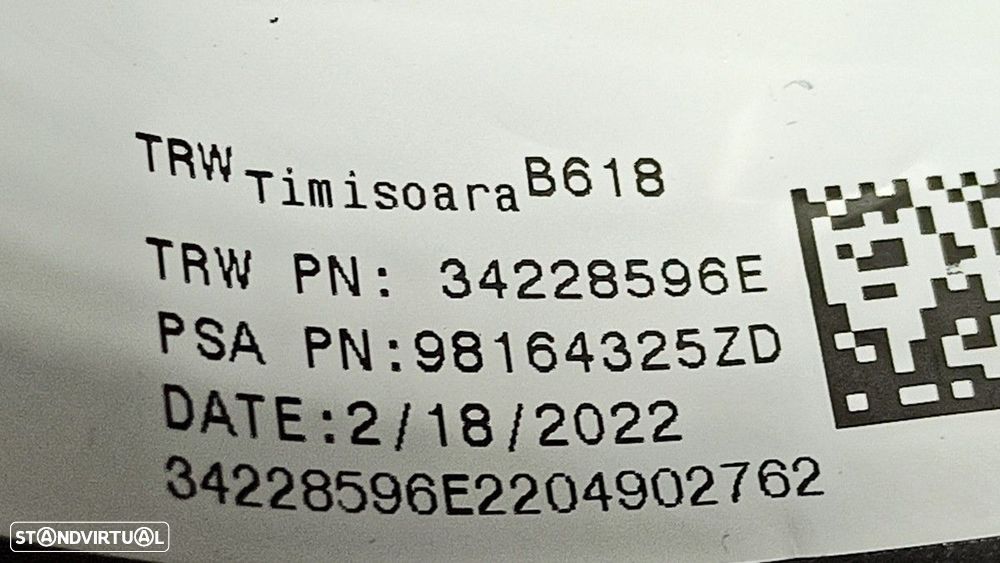 TRW Timisoara B618
TRW PN: 34228596E
PSA PN:98164325ZD
DATE:2/18/2022
34228596E2204902762
STANDVIRTUAL